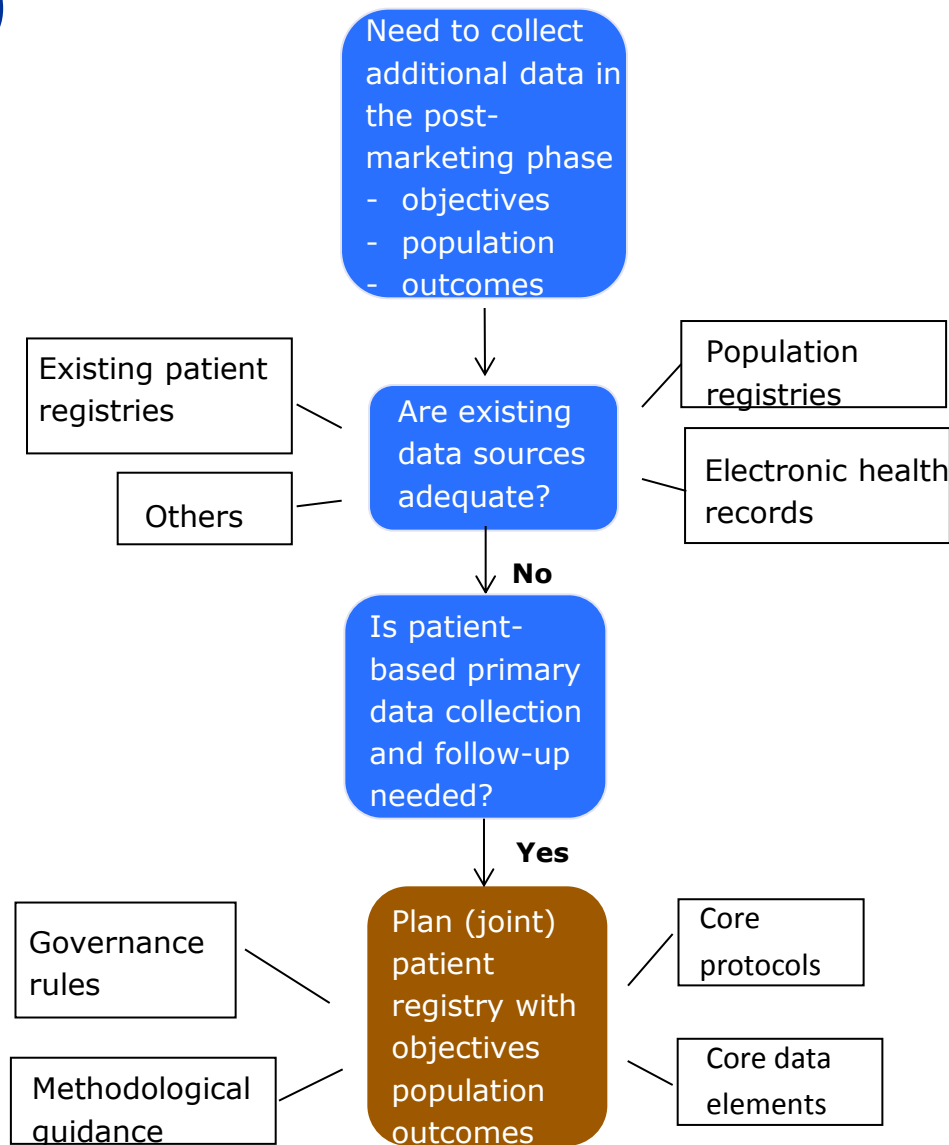 Need to collect
additional data in
the post-
marketing phase
- objectives
- population
- outcomes
Existing patient
registries
Population
registries
Are existing
data sources
adequate?
Others
Electronic health
records
No
Is patient-
based primary
data collection
and follow-up
needed?
Yes
Plan (joint)
patient
registry with
objectives
population
outcomes
Governance
rules
Core
protocols
Methodological
guidance
Core data
elements